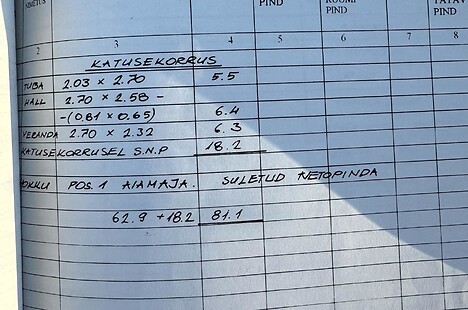 NIMETUS PIND RUUMI PIND
2 3 4 5 6 7 8
KATUSEKORRUS
TUBA 2.03 × 2.70 5.5
HALL 2.70 × 2.58 -
-(0,81 × 0.65) 6.4
VERANDA 2.70 × 2.32 6.3
KATUSEKORRUSEL S.N.P 18.2
KOKKU POS. 1 AIAMAJA. SULETUD NETOPINDA
62.9 + 18.2 81.1